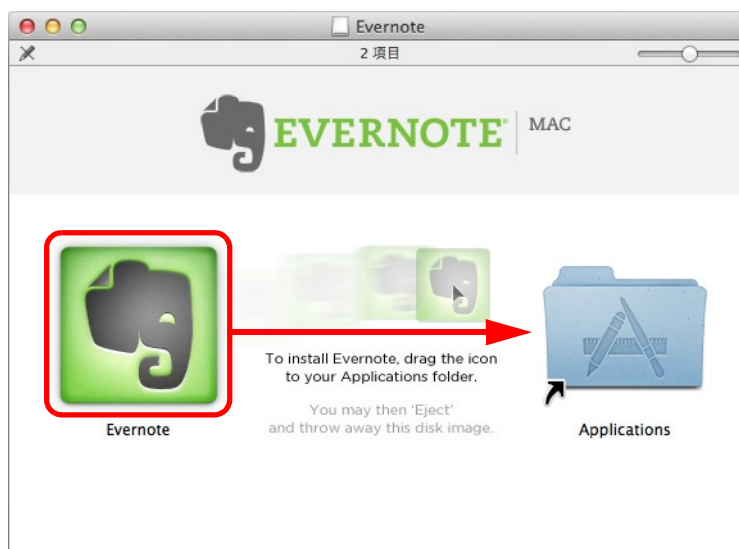 Evernote
2 項目
EVERNOTE® MAC
To install Evernote, drag the icon
to your Applications folder.
You may then 'Eject'
and throw away this disk image.
Evernote
Applications